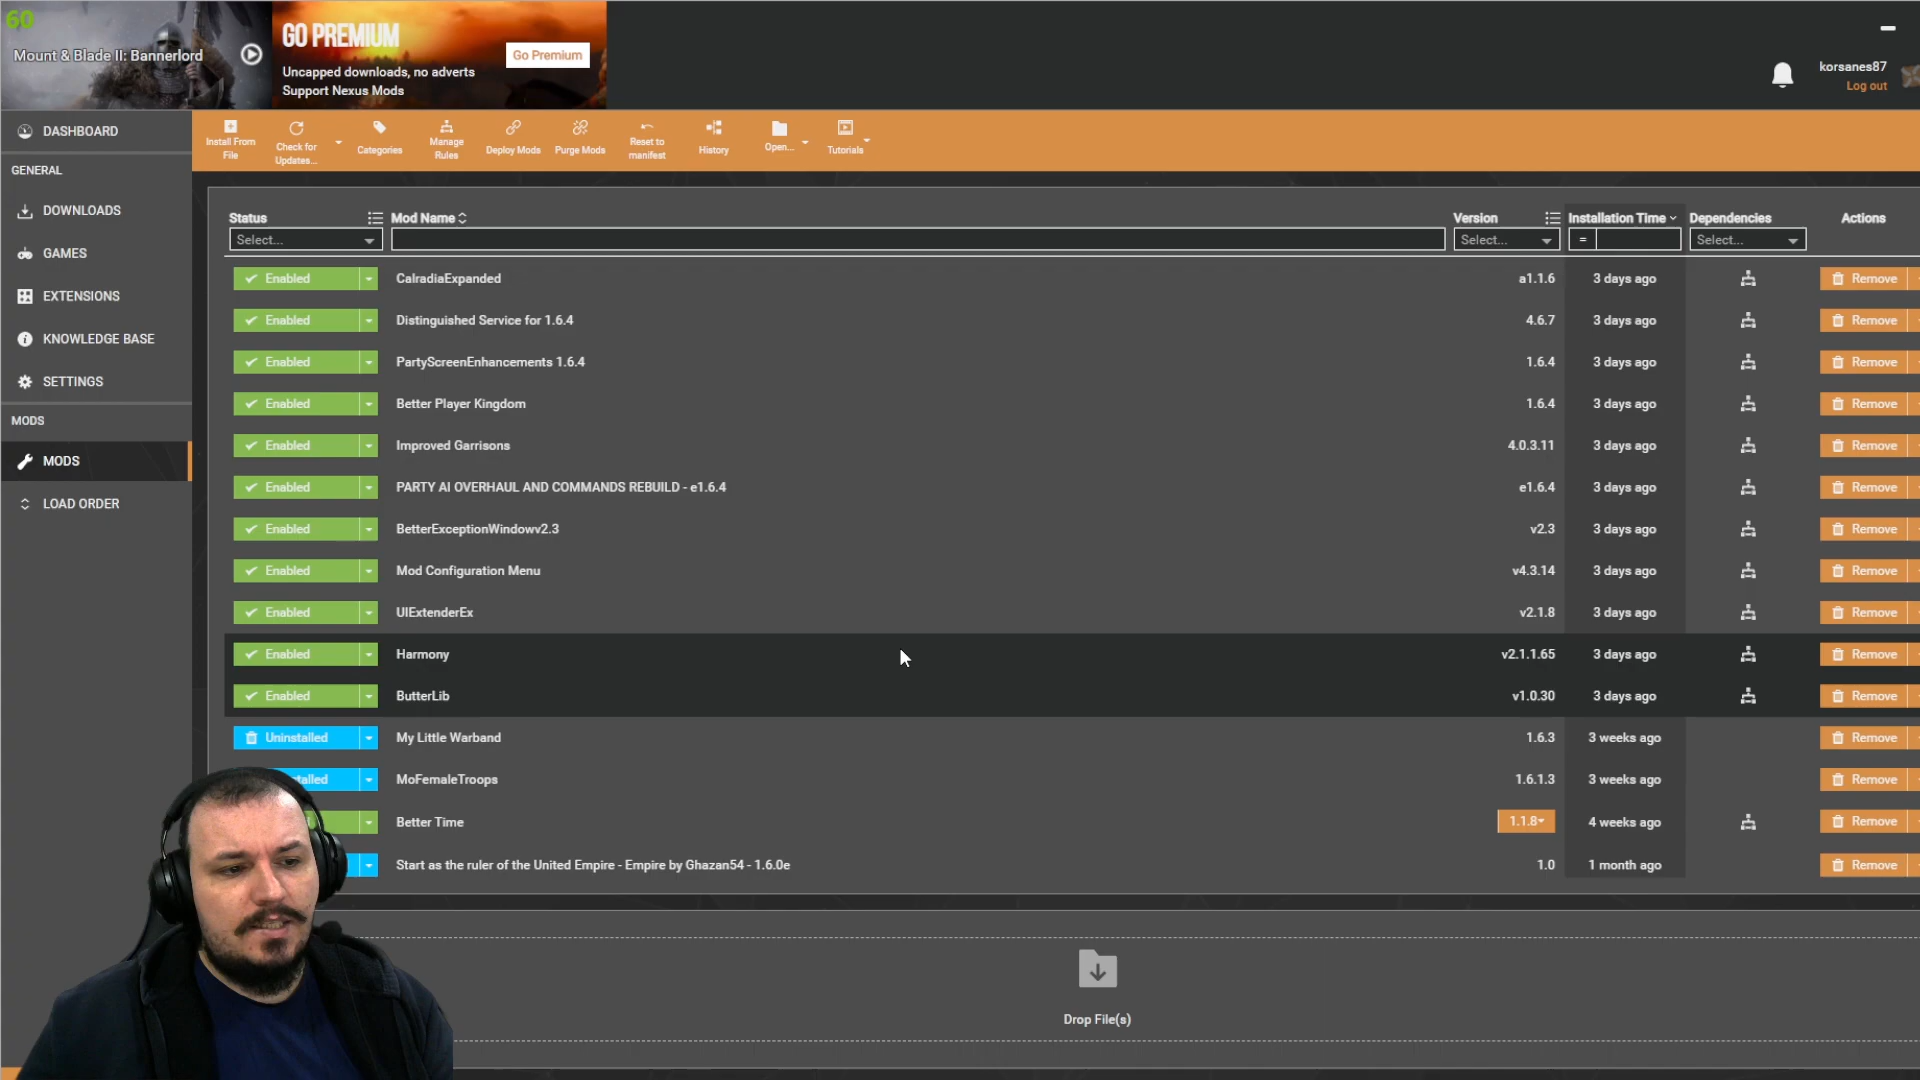 60
Mount & Blade II: Bannerlord
GO PREMIUM
Uncapped downloads, no adverts
Support Nexus Mods
Go Premium
korsanes87
Log out
DASHBOARD
GENERAL
DOWNLOADS
GAMES
EXTENSIONS
KNOWLEDGE BASE
SETTINGS
MODS
MODS
LOAD ORDER
Install From
File
Check for
Updates...
Categories
Manage
Rules
Deploy Mods
Purge Mods
Reset to
manifest
History
Open...
Tutorials
Status Mod Name Version Installation Time Dependencies Actions
Select... Select... = Select...
Enabled CalradiaExpanded a1.1.6 3 days ago Remove
Enabled Distinguished Service for 1.6.4 4.6.7 3 days ago Remove
Enabled PartyScreenEnhancements 1.6.4 1.6.4 3 days ago Remove
Enabled Better Player Kingdom 1.6.4 3 days ago Remove
Enabled Improved Garrisons 4.0.3.11 3 days ago Remove
Enabled PARTY AI OVERHAUL AND COMMANDS REBUILD - e1.6.4 e1.6.4 3 days ago Remove
Enabled BetterExceptionWindowv2.3 v2.3 3 days ago Remove
Enabled Mod Configuration Menu v4.3.14 3 days ago Remove
Enabled UIExtenderEx v2.1.8 3 days ago Remove
Enabled Harmony v2.1.1.65 3 days ago Remove
Enabled ButterLib v1.0.30 3 days ago Remove
Uninstalled My Little Warband 1.6.3 3 weeks ago Remove
talled MoFemaleTroops 1.6.1.3 3 weeks ago Remove
Better Time 1.1.8 4 weeks ago Remove
Start as the ruler of the United Empire - Empire by Ghazan54 - 1.6.0e 1.0 1 month ago Remove
Drop File(s)